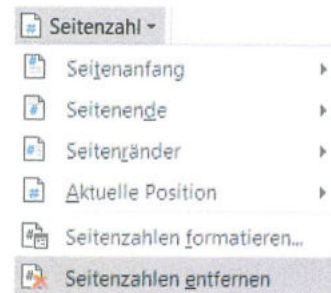 Seitenzahl
Seitenanfang
Seitenende
Seitenränder
Aktuelle Position
Seitenzahlen formatieren...
Seitenzahlen entfernen